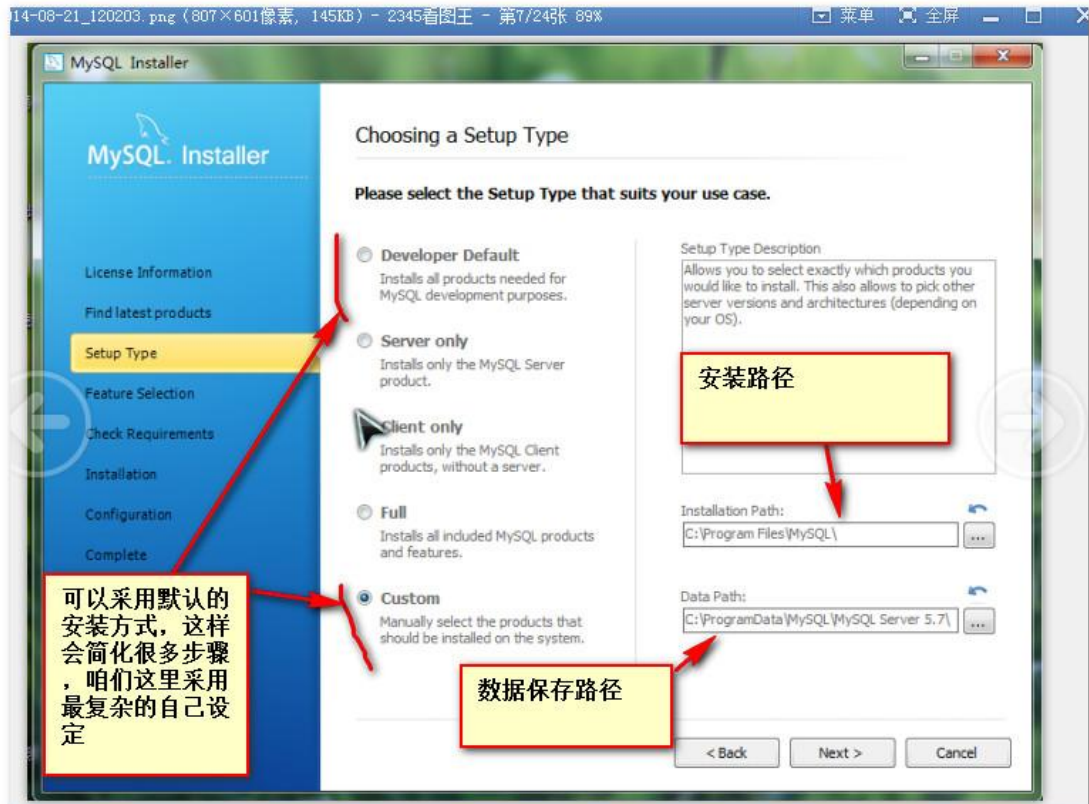 14-08-21_120203.png (807×601像素, 145KB) - 2345看图王 - 第7/24张 89%
菜单
全屏
MySQL Installer
MySQL. Installer
License Information
Find latest products
Setup Type
Feature Selection
Check Requirements
Installation
Configuration
Complete
Choosing a Setup Type
Please select the Setup Type that suits your use case.
Developer Default
Installs all products needed for
MySQL development purposes.
Server only
Installs only the MySQL Server
product.
Client only
Installs only the MySQL Client
products, without a server.
Full
Installs all included MySQL products
and features.
Custom
Manually select the products that
should be installed on the system.
Setup Type Description
Allows you to select exactly which products you
would like to install. This also allows to pick other
server versions and architectures (depending on
your OS).
安装路径
Installation Path:
C:\Program Files\MySQL\
...
Data Path:
C:\ProgramData\MySQL\MySQL Server 5.7\
...
数据保存路径
可以采用默认的
安装方式，这样
会简化很多步骤
，咱们这里采用
最复杂的自己设
定
< Back
Next >
Cancel